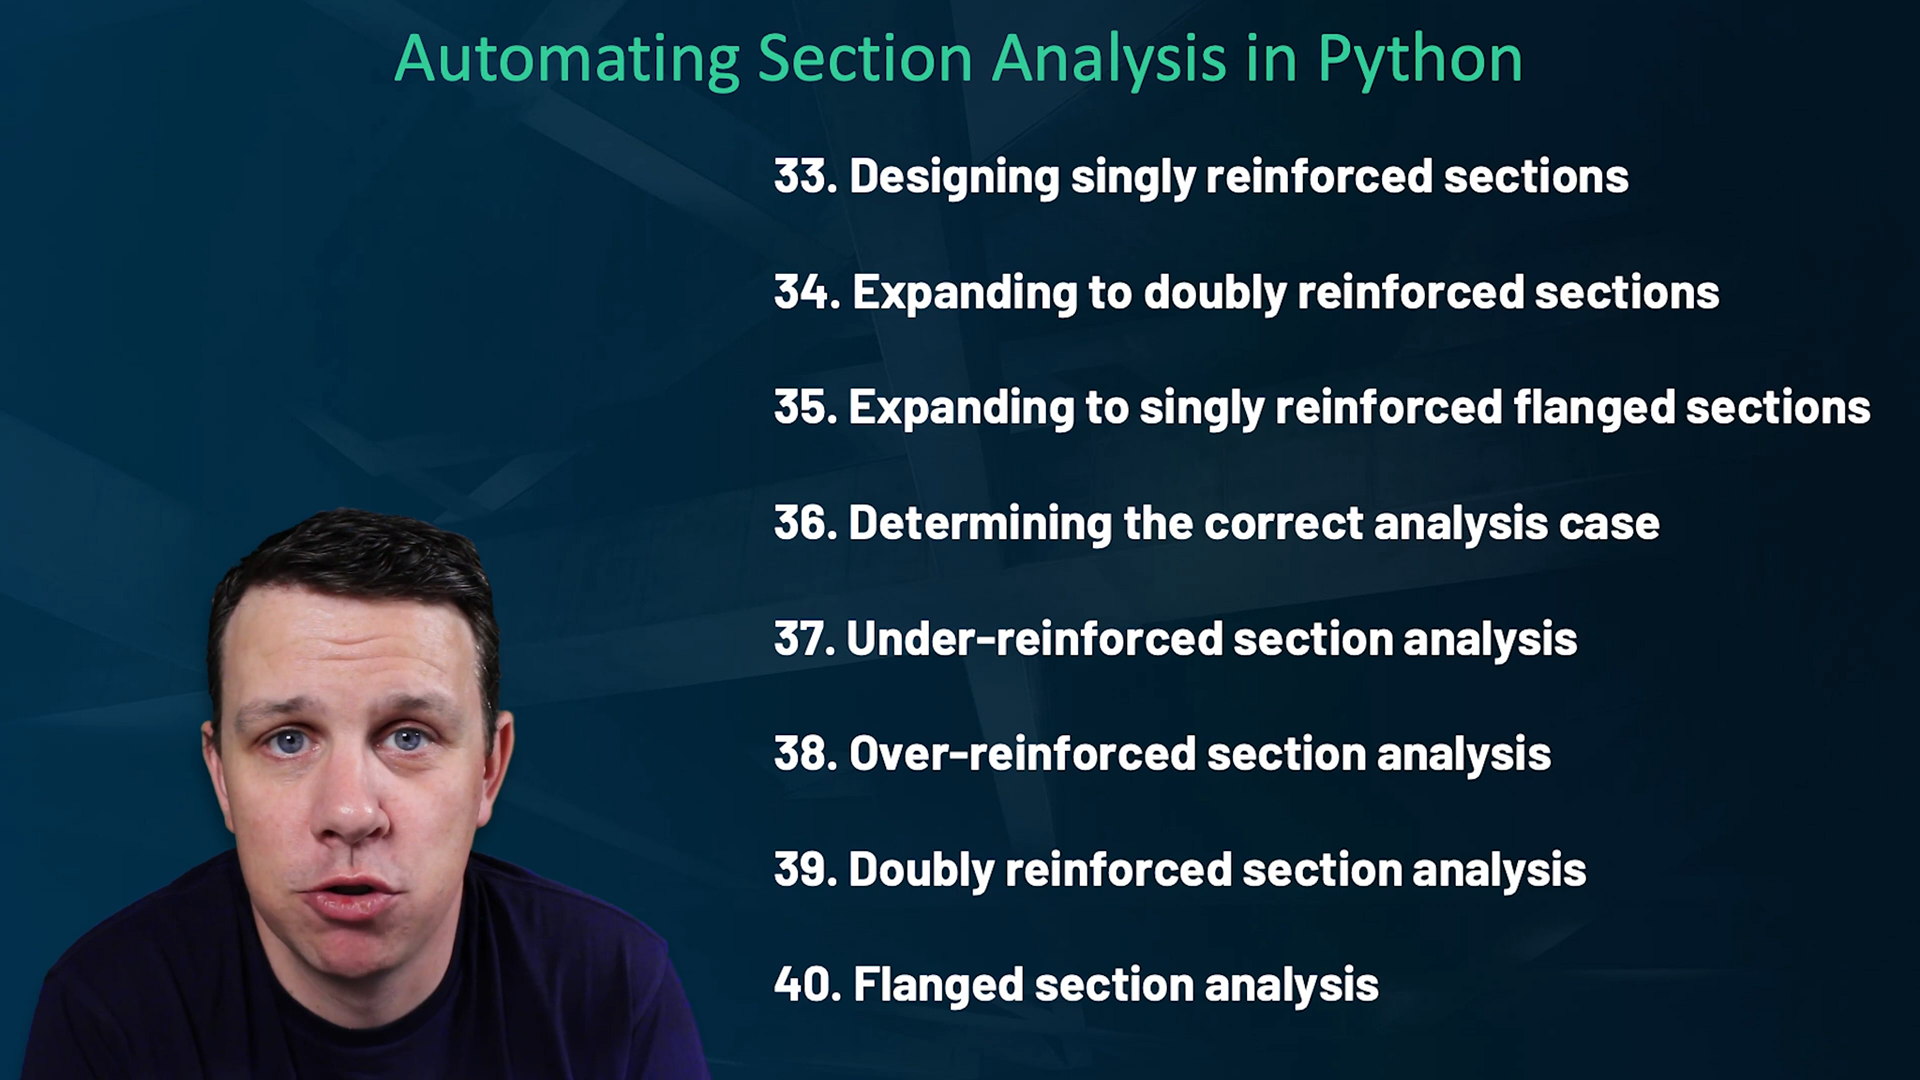 Automating Section Analysis in Python
33. Designing singly reinforced sections
34. Expanding to doubly reinforced sections
35. Expanding to singly reinforced flanged sections
36. Determining the correct analysis case
37. Under-reinforced section analysis
38. Over-reinforced section analysis
39. Doubly reinforced section analysis
40. Flanged section analysis